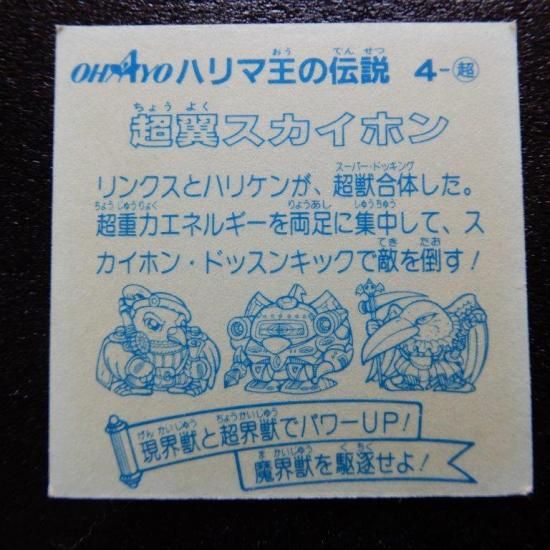 OHAYO ハリマ王の伝説 4-超
超翼スカイホン
リンクスとハリケンが、超獣合体した。
超重力エネルギーを両足に集中して、ス
カイホン・ドッスンキックで敵を倒す！
現界獣と超界獣でパワーUP！
魔界獣を駆逐せよ！